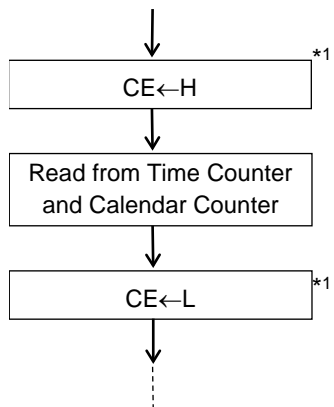 *1
CE←H
Read from Time Counter
and Calendar Counter
*1
CE←L